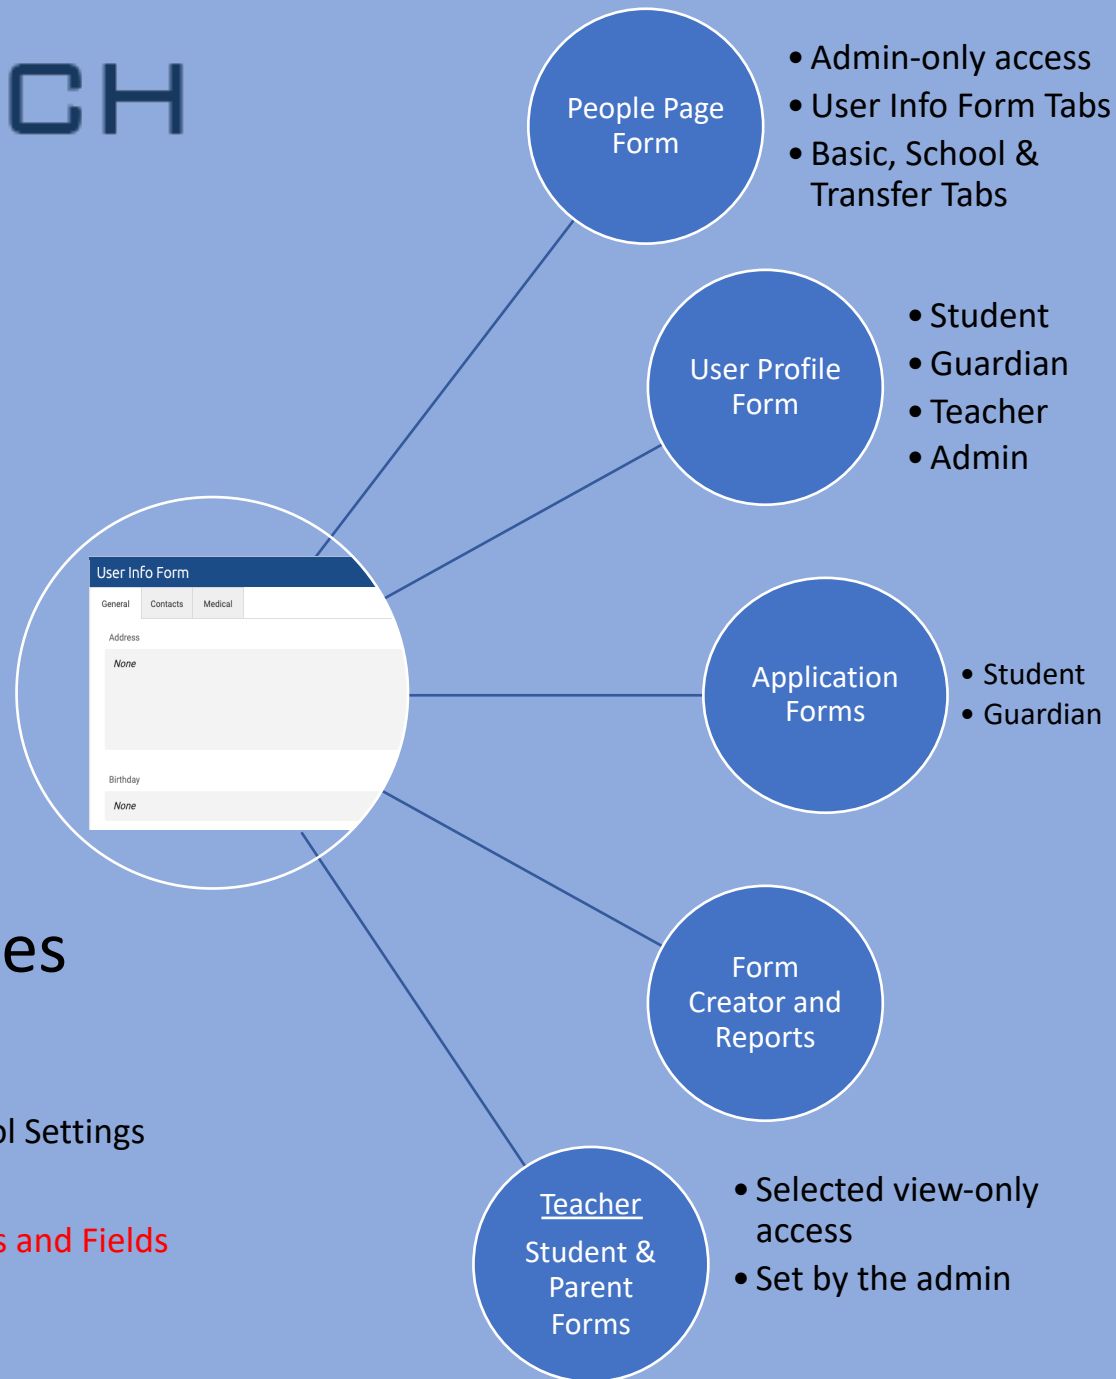 CH
People Page
Form
• Admin-only access
• User Info Form Tabs
• Basic, School &
Transfer Tabs
User Profile
Form
• Student
• Guardian
• Teacher
• Admin
User Info Form
General Contacts Medical
Address
None
Birthday
None
Application
Forms
• Student
• Guardian
es
ol Settings
s and Fields
Form
Creator and
Reports
Teacher
Student &
Parent
Forms
• Selected view-only
access
• Set by the admin